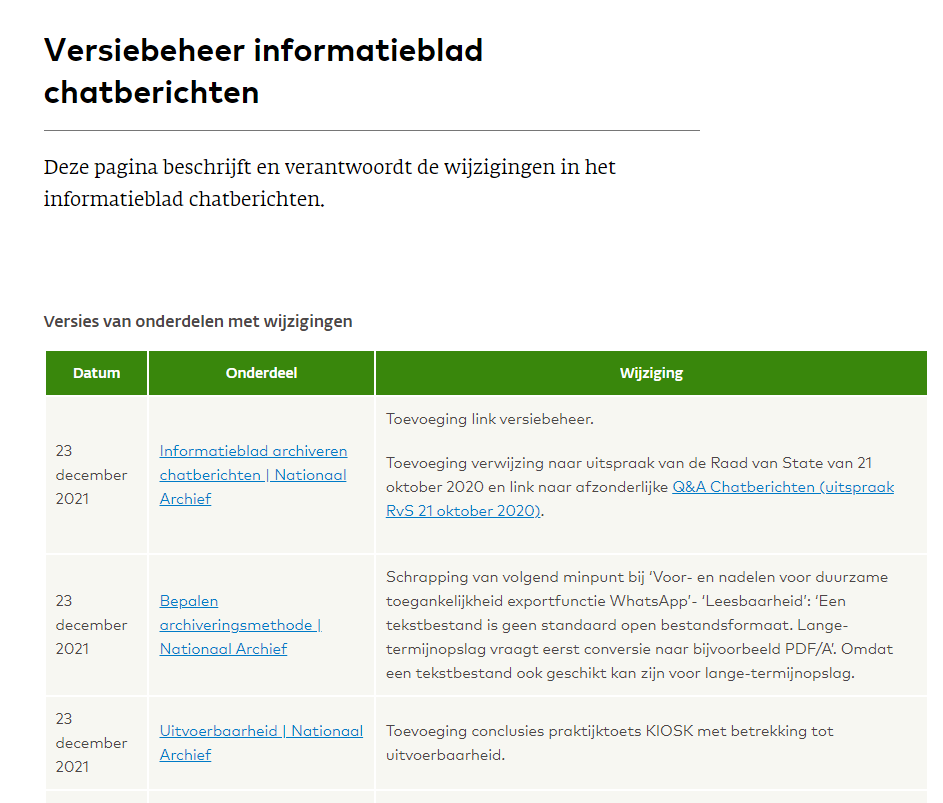 Versiebeheer informatieblad
chatberichten
Deze pagina beschrijft en verantwoordt de wijzigingen in het
informatieblad chatberichten.
Versies van onderdelen met wijzigingen
Datum Onderdeel Wijziging
23
december
2021
Informatieblad archiveren
chatberichten | Nationaal
Archief
Toevoeging link versiebeheer.
Toevoeging verwijzing naar uitspraak van de Raad van State van 21
oktober 2020 en link naar afzonderlijke Q&A Chatberichten (uitspraak
RvS 21 oktober 2020).
23
december
2021
Bepalen
archiveringsmethode |
Nationaal Archief
Schrapping van volgend minpunt bij ‘Voor- en nadelen voor duurzame
toegankelijkheid exportfunctie WhatsApp’- ‘Leesbaarheid’: ‘Een
tekstbestand is geen standaard open bestandsformaat. Lange-
termijnopslag vraagt eerst conversie naar bijvoorbeeld PDF/A’. Omdat
een tekstbestand ook geschikt kan zijn voor lange-termijnopslag.
23
december
2021
Uitvoerbaarheid | Nationaal
Archief
Toevoeging conclusies praktijktoets KIOSK met betrekking tot
uitvoerbaarheid.